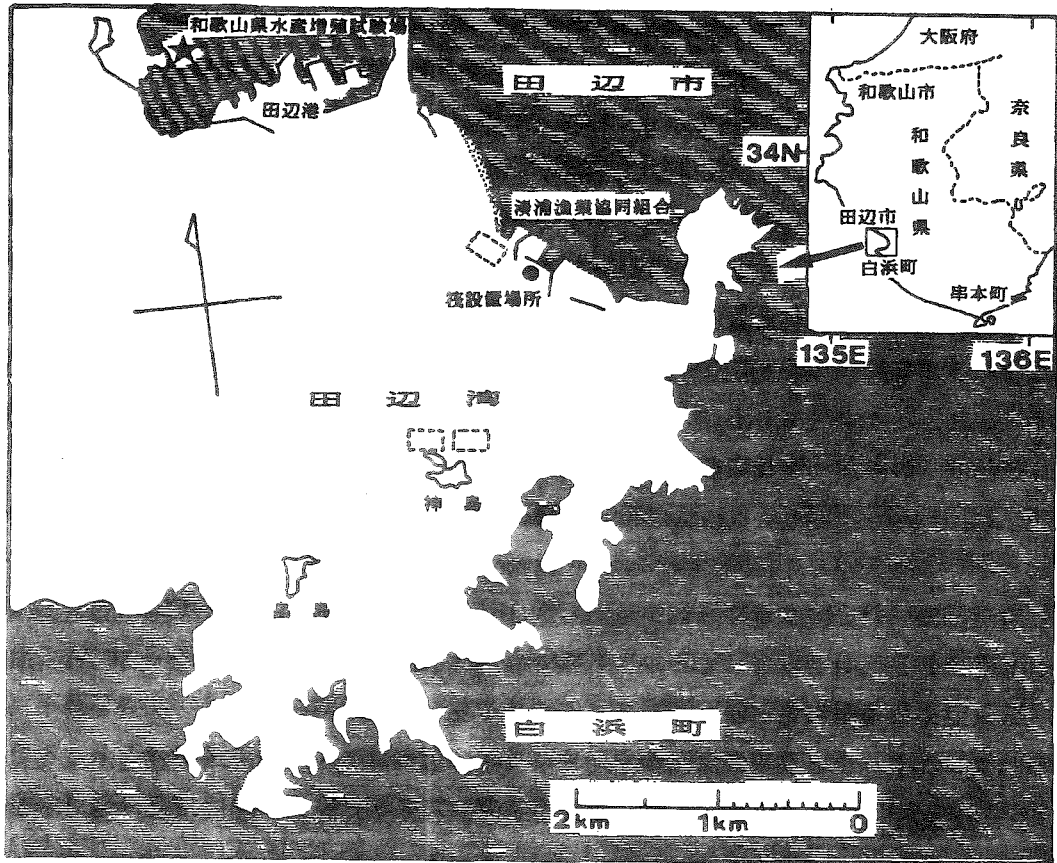 和歌山県水産増殖試験場
田辺港
田辺市
湊浦漁業協同組合
筏設置場所
田辺湾
神島
畠島
白浜町
2km 1km 0
大阪府
和歌山市
奈良県
和歌山県
34N
田辺市
白浜町
串本町
135E 136E